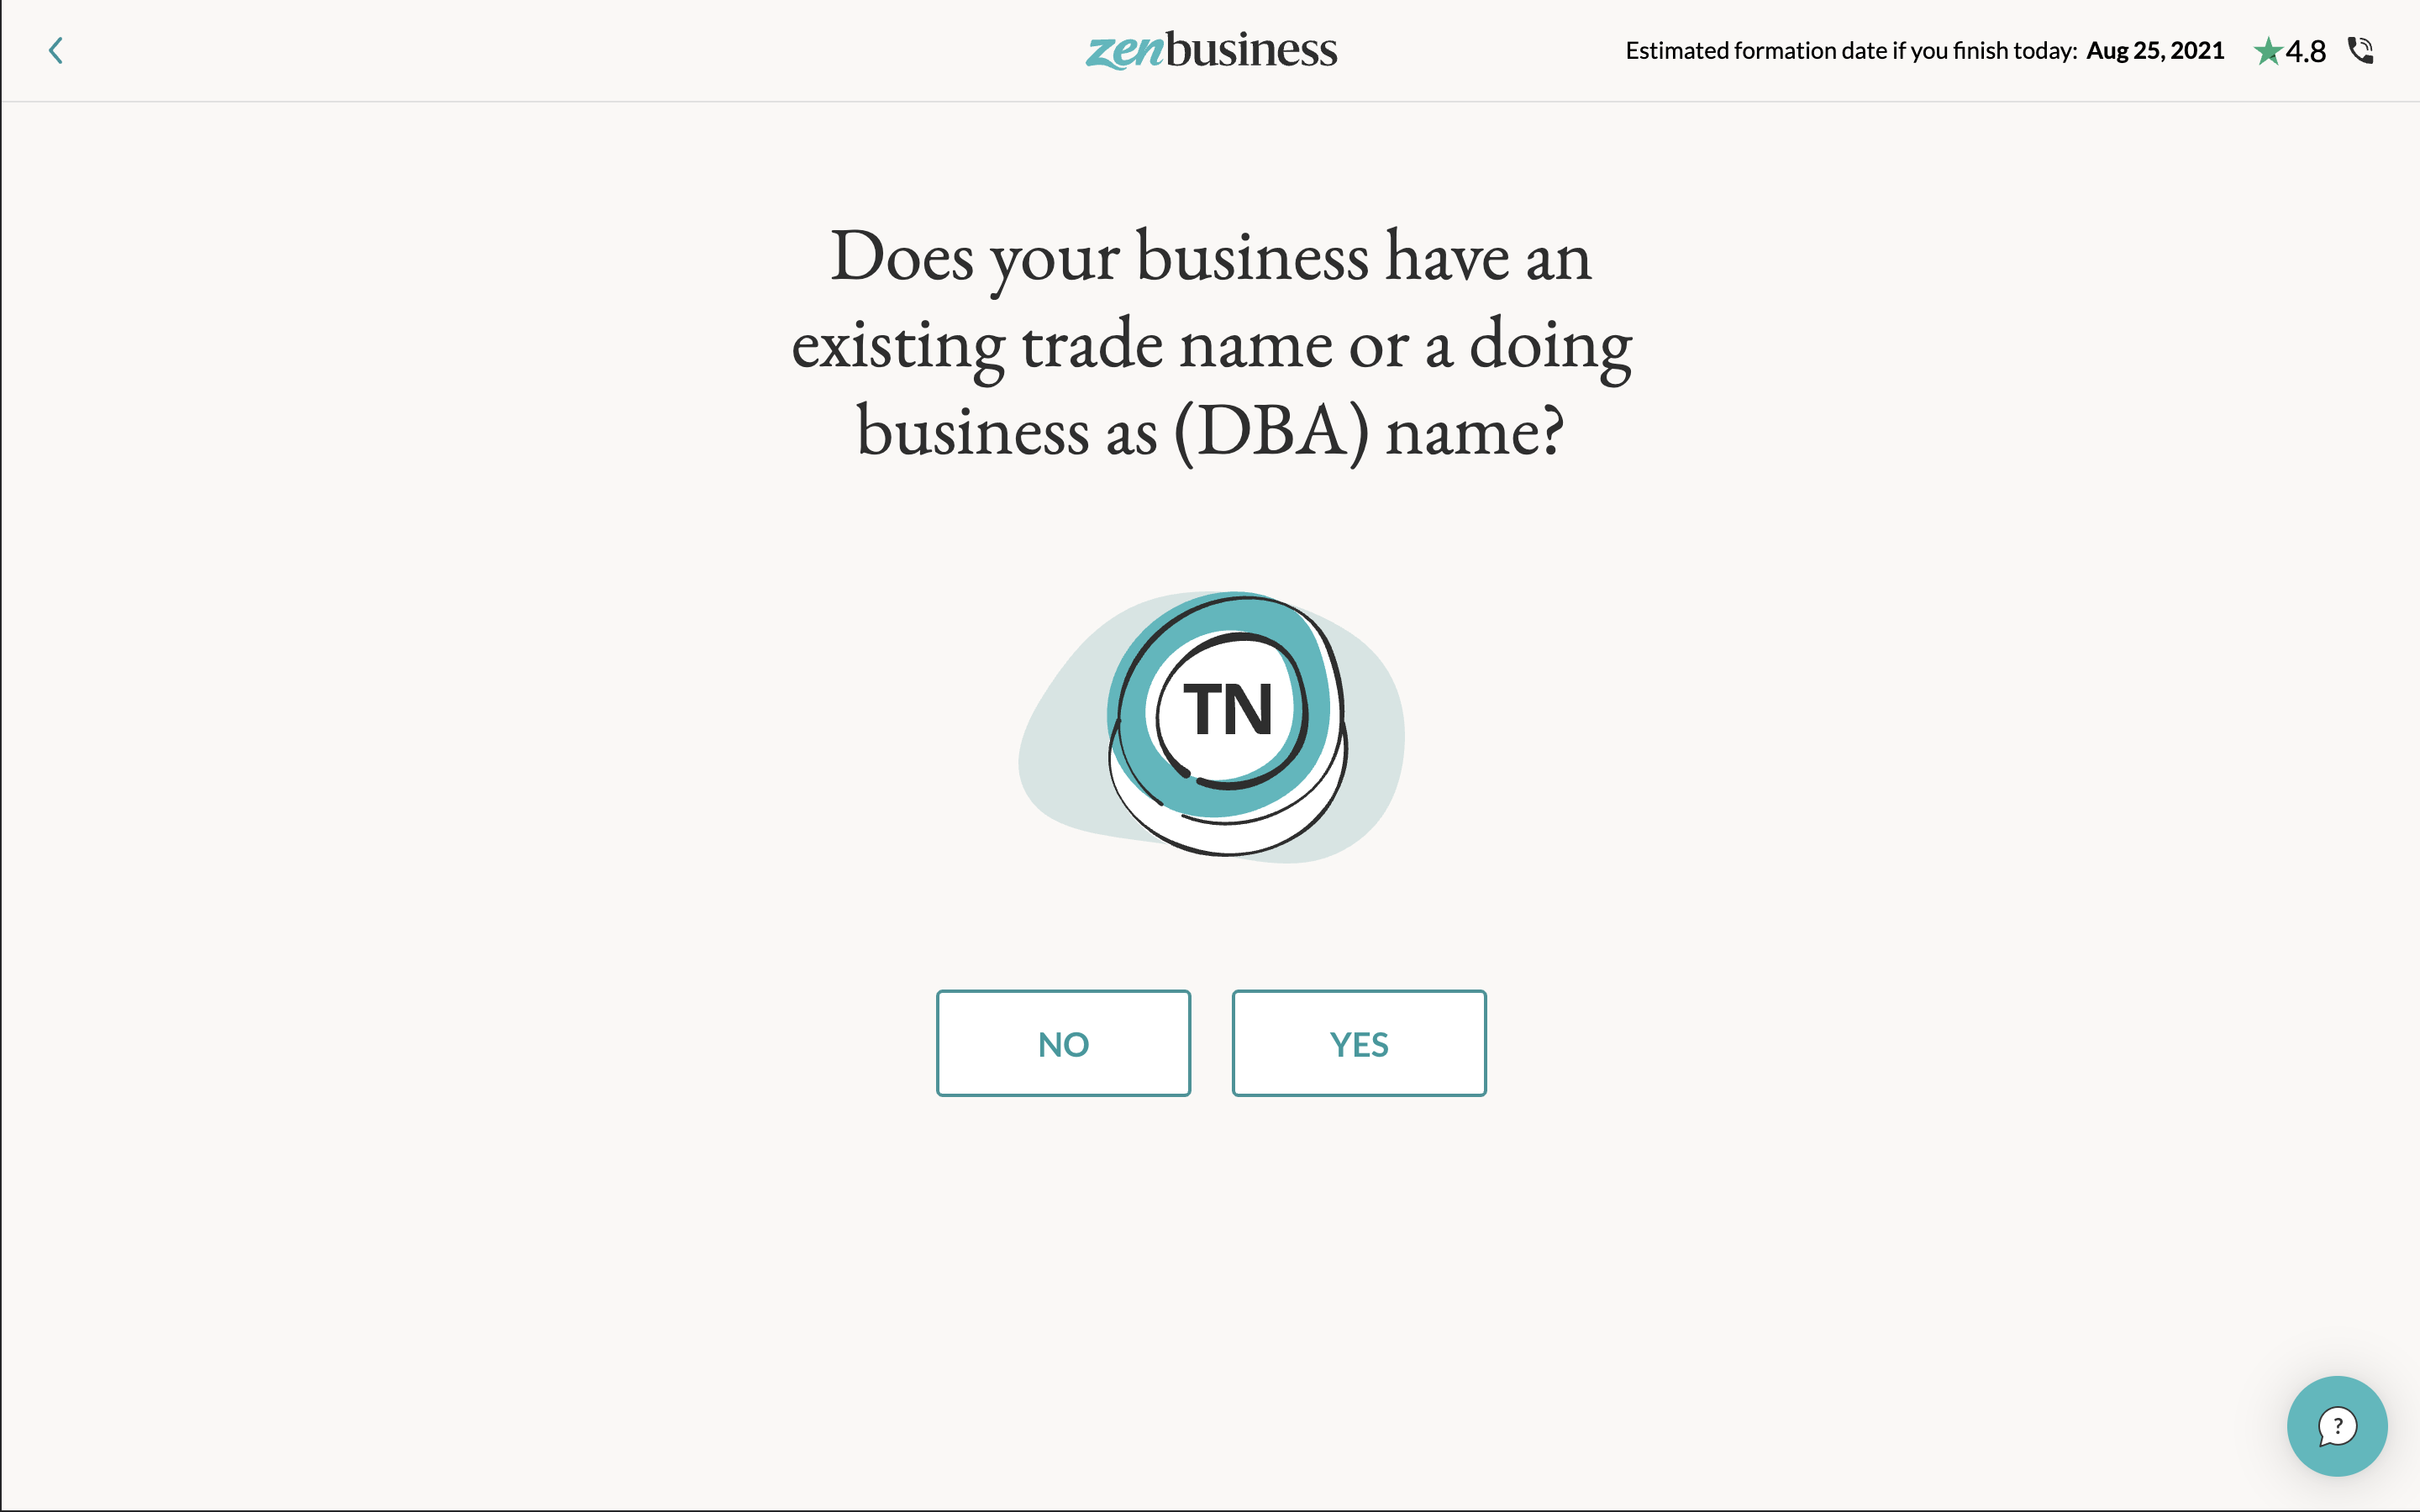 zenbusiness
Estimated formation date if you finish today: Aug 25, 2021
4.8
Does your business have an
existing trade name or a doing
business as (DBA) name?
TN
NO
YES
?